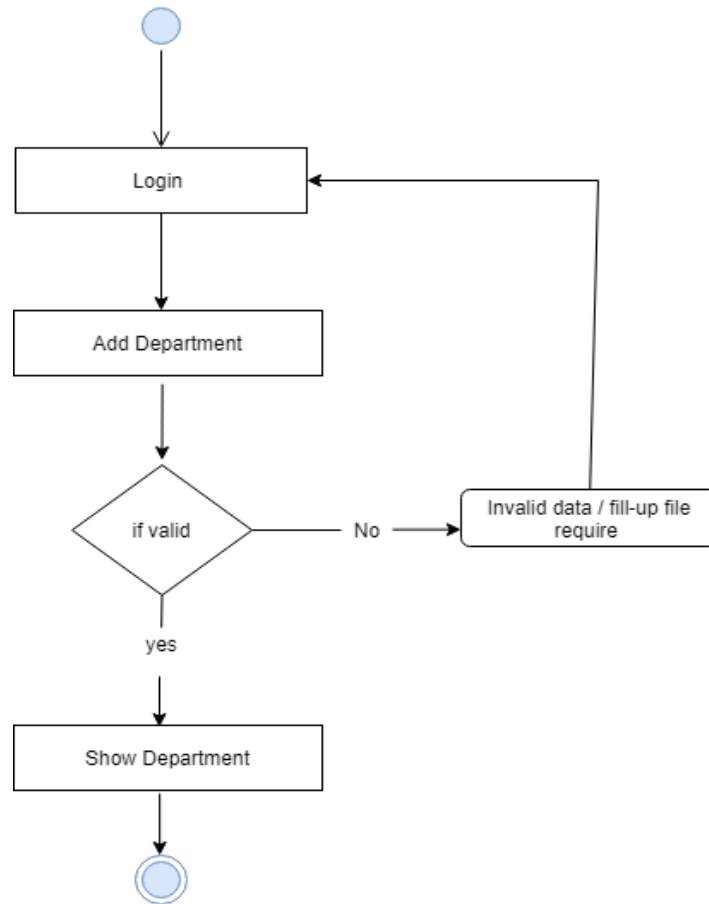 Login
Add Department
if valid
No
Invalid data / fill-up file
require
yes
Show Department